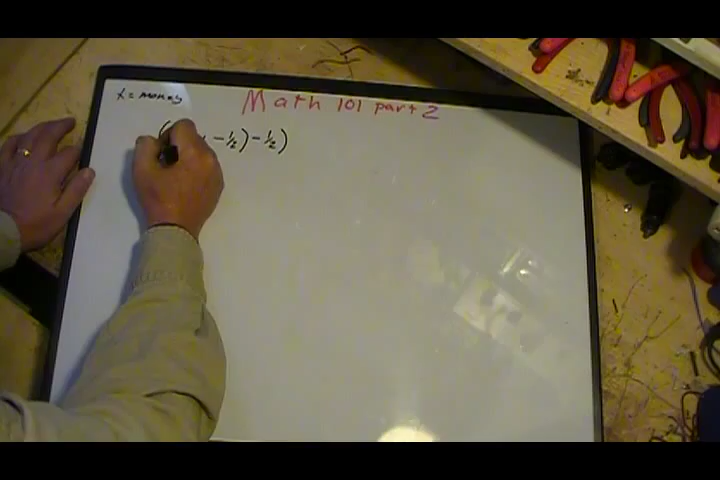 Math 101 part 2
x = money
( - 1/2) - 1/2)